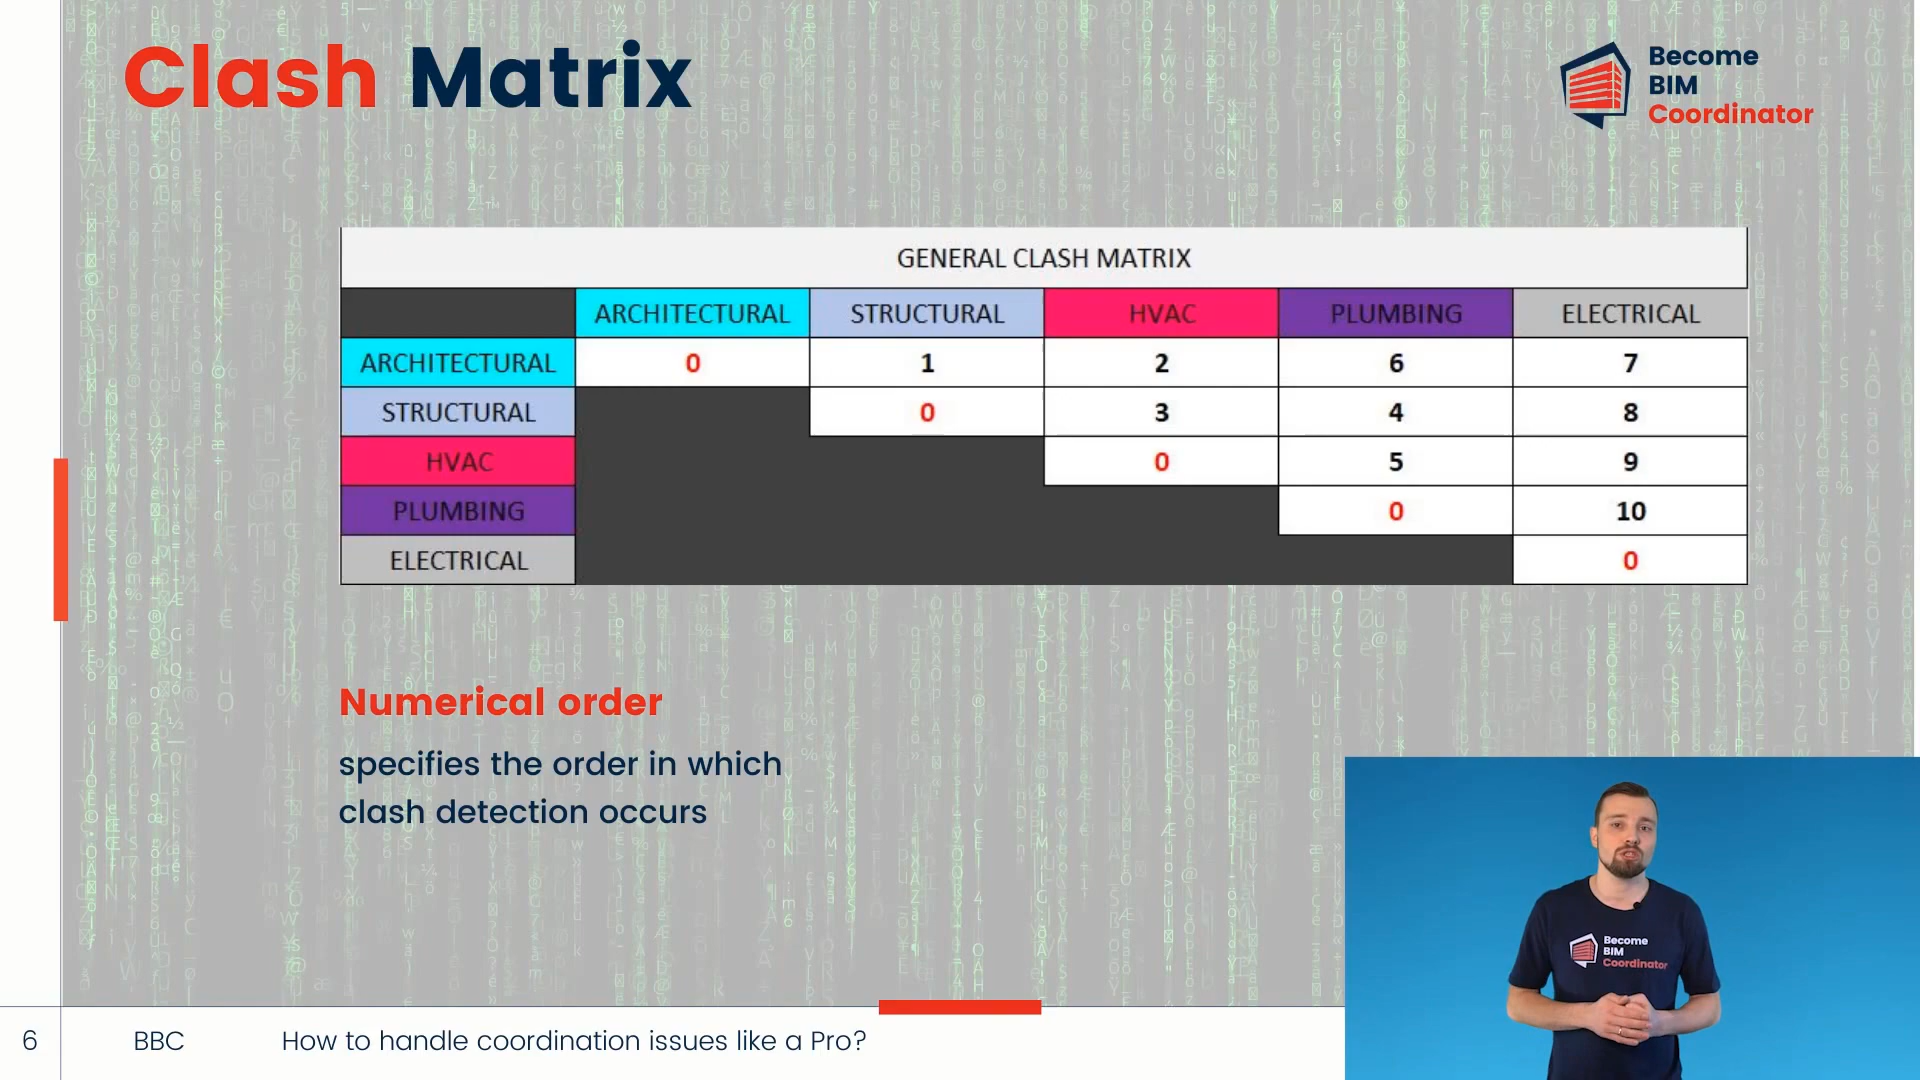 Clash Matrix
Become
BIM
Coordinator
GENERAL CLASH MATRIX
ARCHITECTURAL STRUCTURAL HVAC PLUMBING ELECTRICAL
ARCHITECTURAL 0 1 2 6 7
STRUCTURAL 0 3 4 8
HVAC 0 5 9
PLUMBING 0 10
ELECTRICAL 0
Numerical order
specifies the order in which
clash detection occurs
Become
BIM
Coordinator
6 BBC How to handle coordination issues like a Pro?